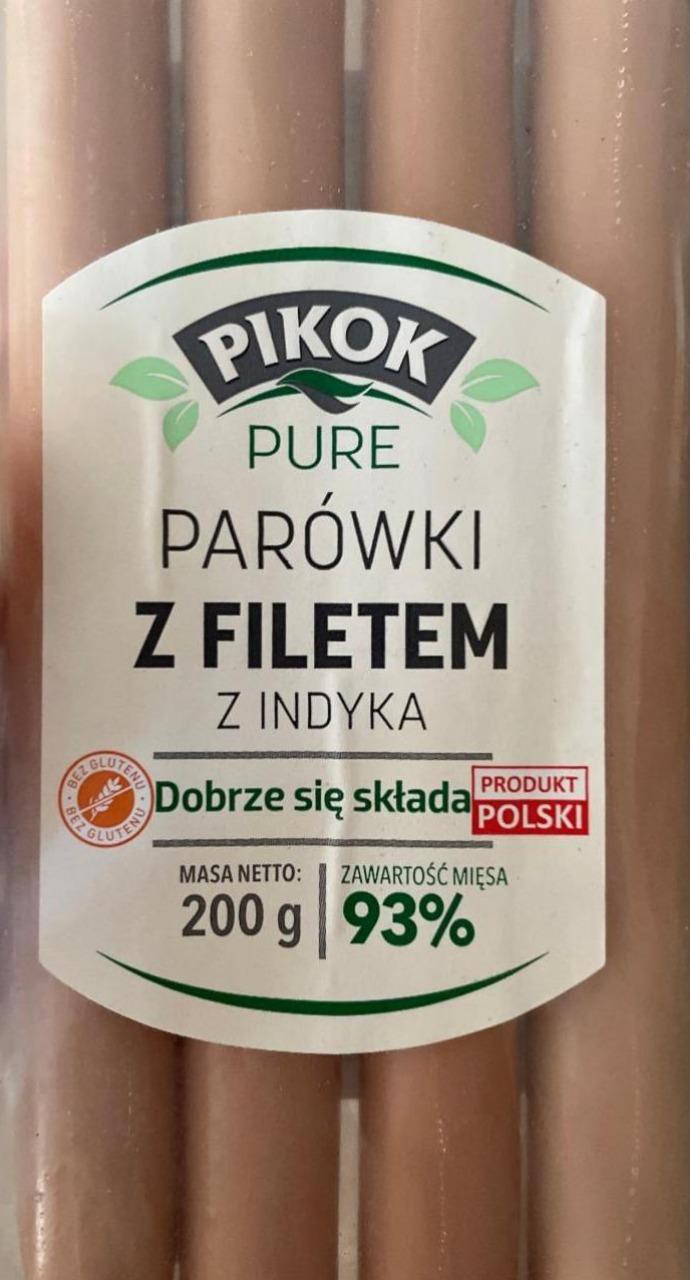 PIKOK
PURE
PARÓWKI
Z FILETEM
Z INDYKA
BEZ GLUTENU · BEZ GLUTENU ·
Dobrze się składa
PRODUKT
POLSKI
MASA NETTO:
200 g
ZAWARTOŚĆ MIĘSA
93%